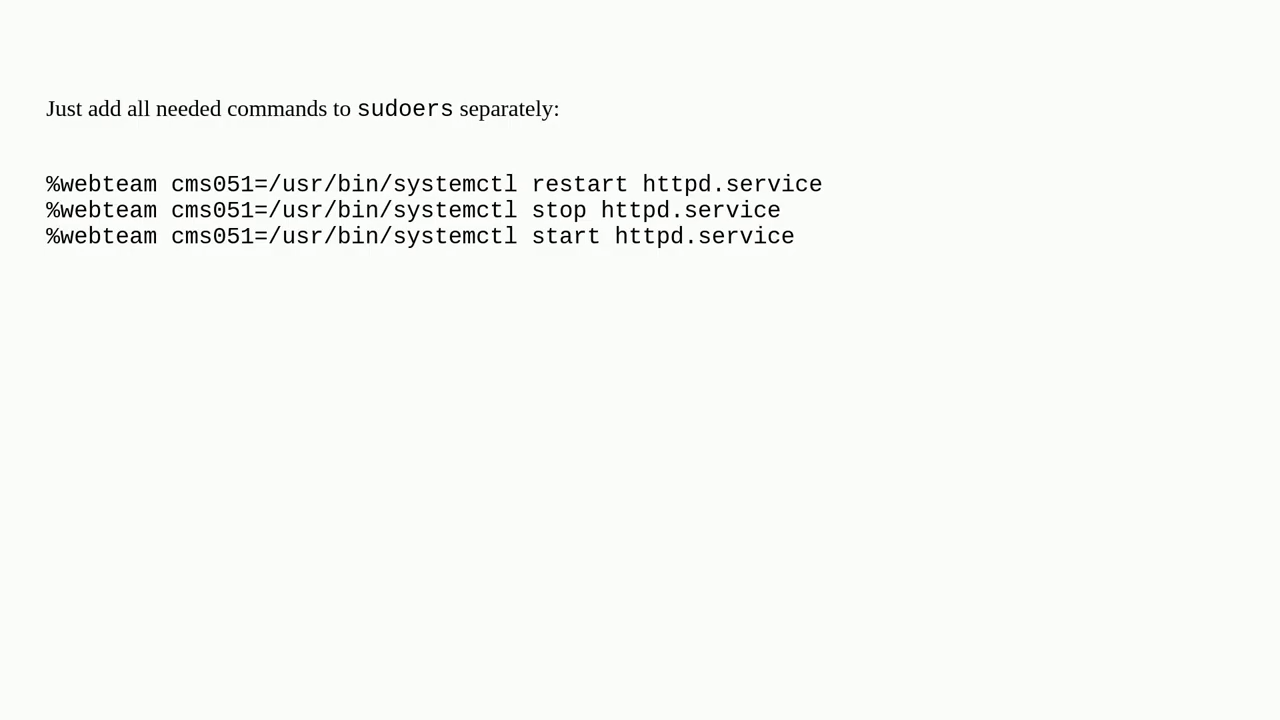 Just add all needed commands to sudoers separately:
%webteam cms051=/usr/bin/systemctl restart httpd.service
%webteam cms051=/usr/bin/systemctl stop httpd.service
%webteam cms051=/usr/bin/systemctl start httpd.service